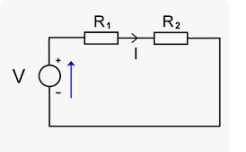 R₁ R₂
I
V + −